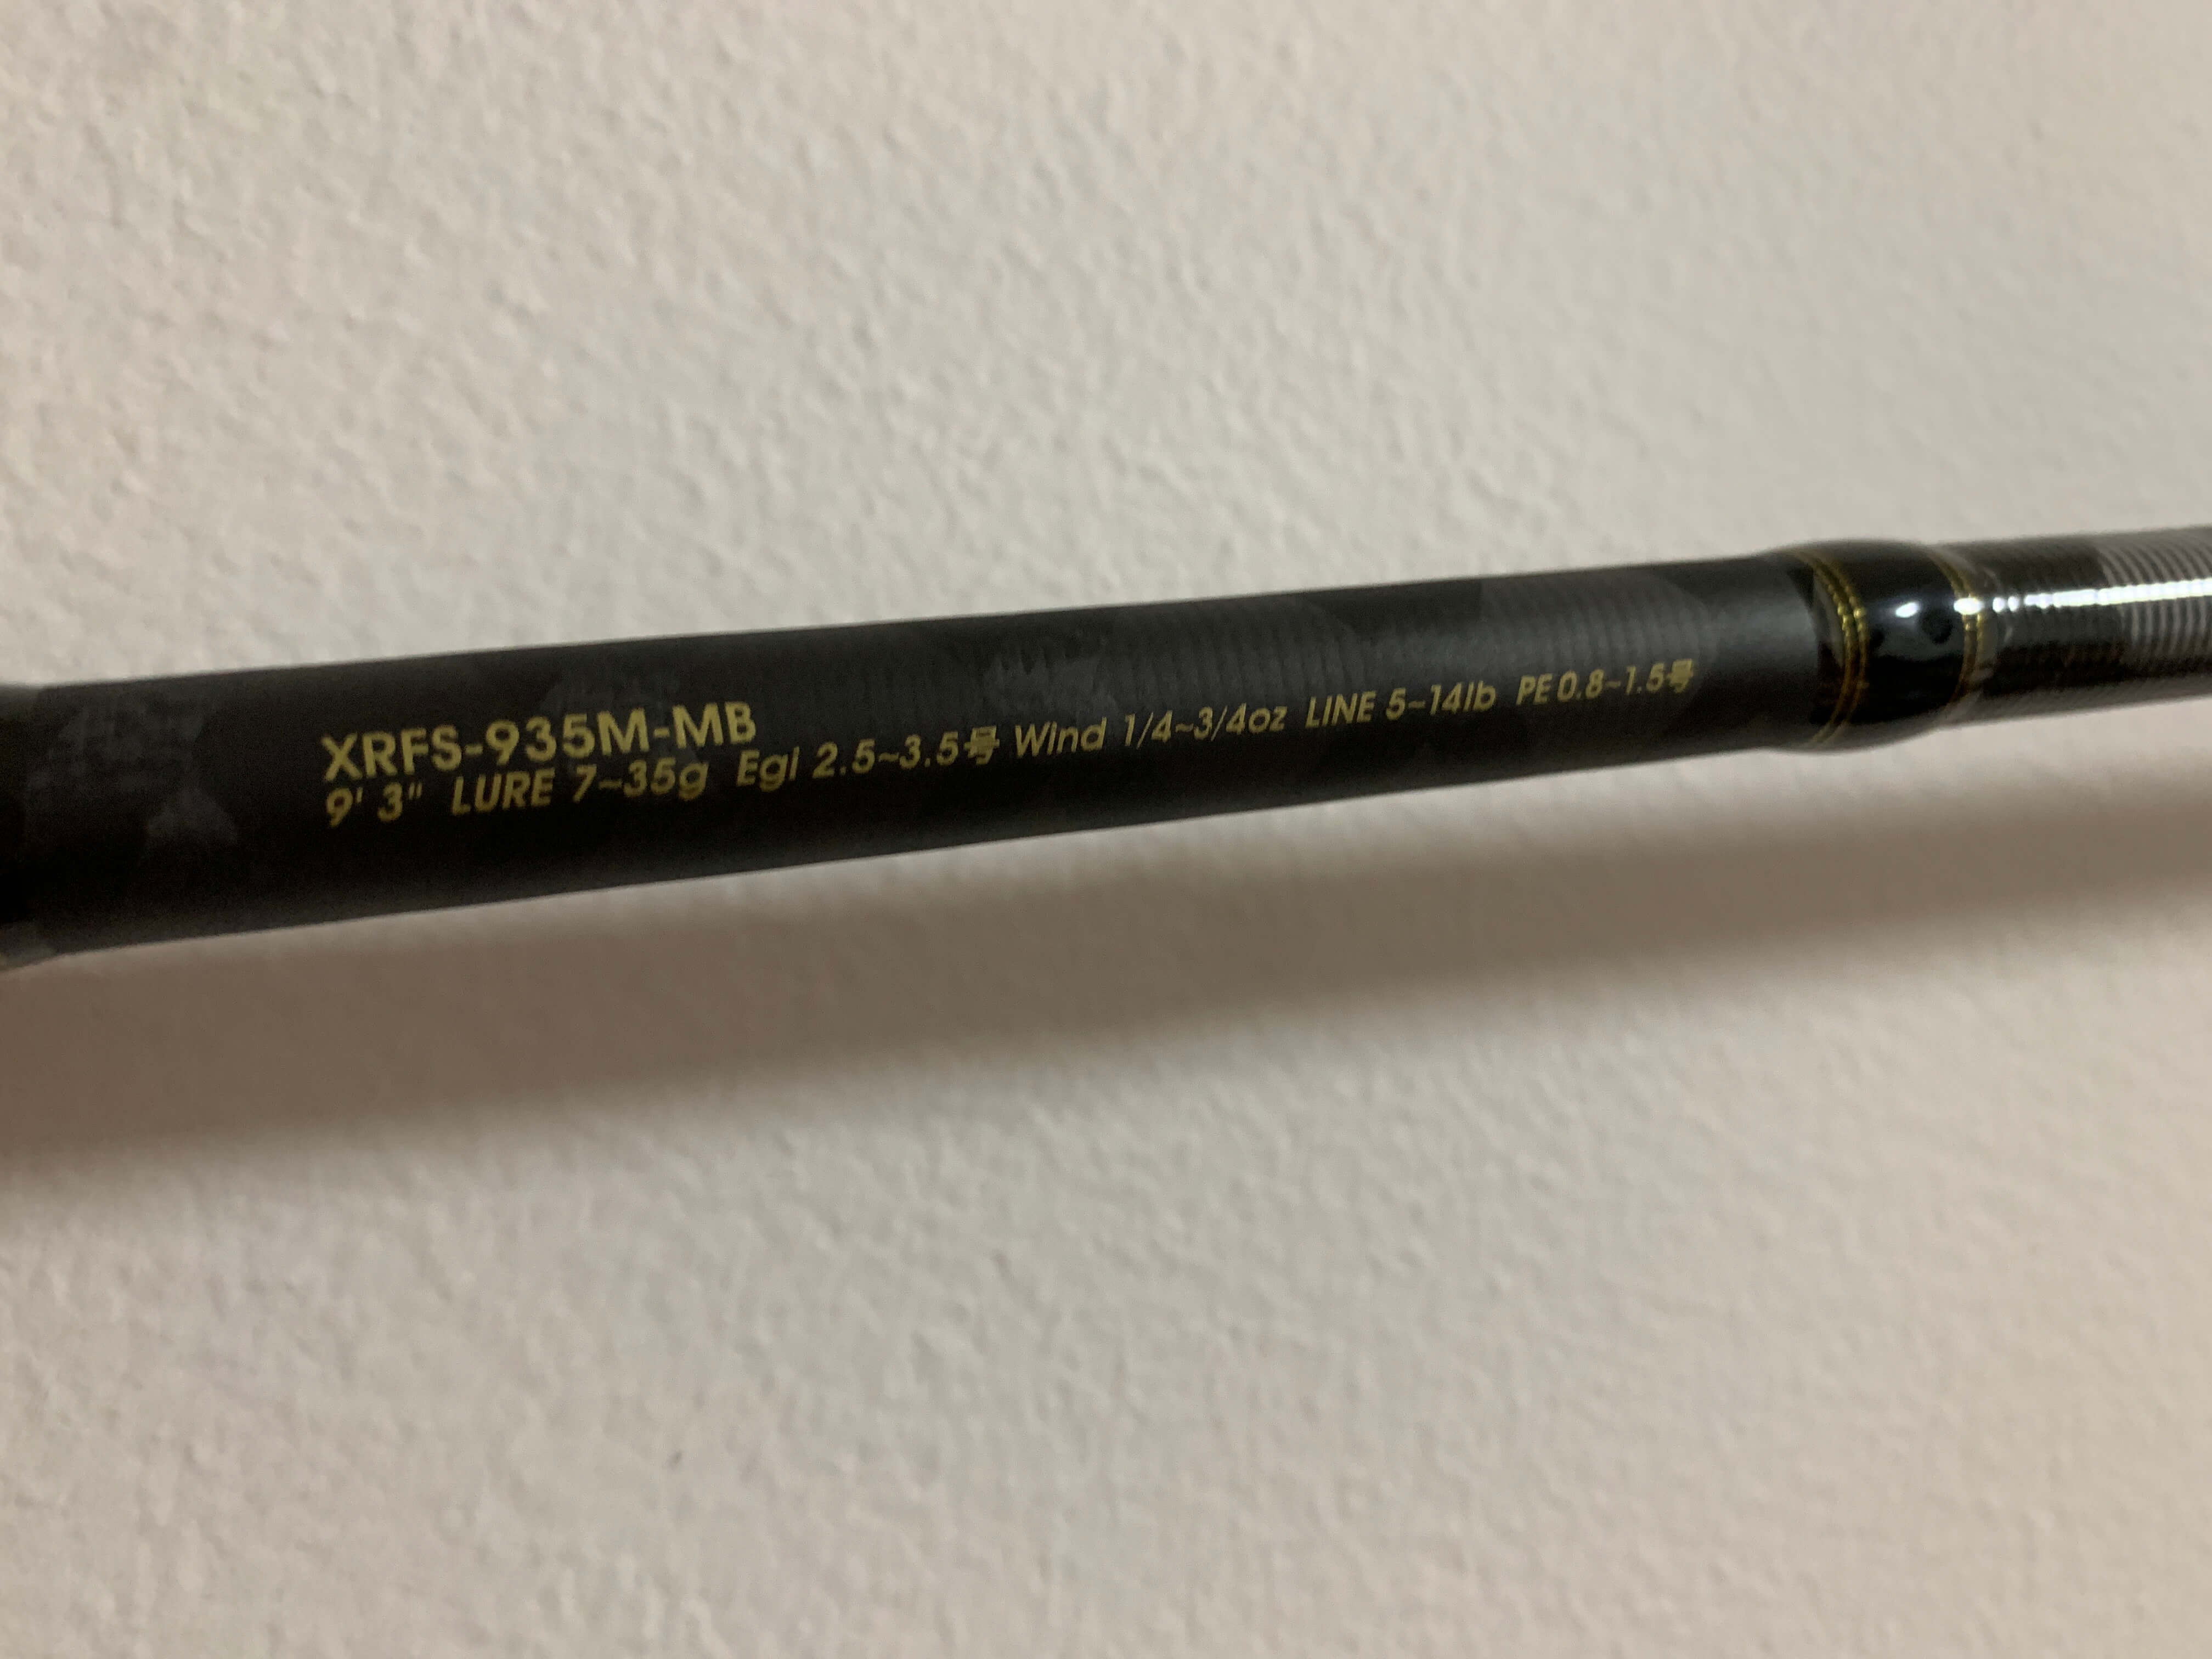 XRFS-935M-MB
9' 3" LURE 7~35g Egi 2.5~3.5号 Wind 1/4~3/4oz LINE 5~14lb PE 0.8~1.5号